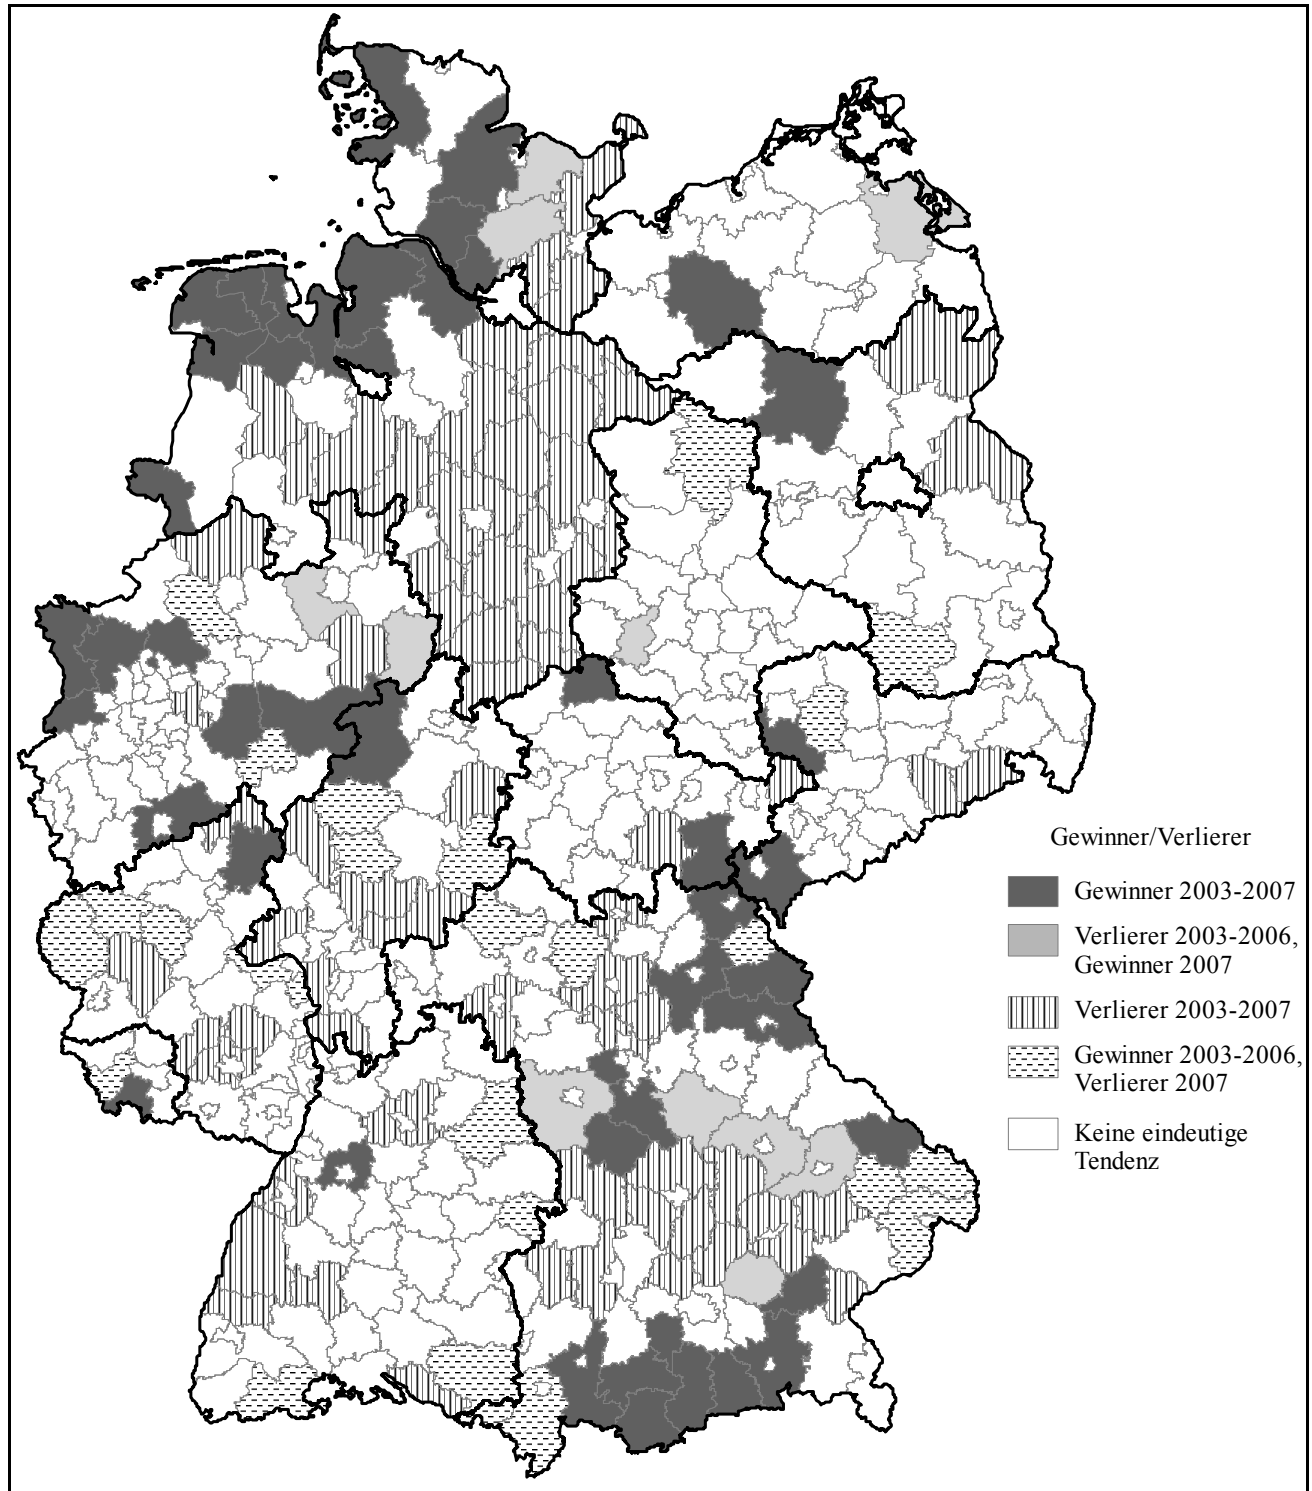 Gewinner/Verlierer
Gewinner 2003-2007
Verlierer 2003-2006,
Gewinner 2007
Verlierer 2003-2007
Gewinner 2003-2006,
Verlierer 2007
Keine eindeutige
Tendenz